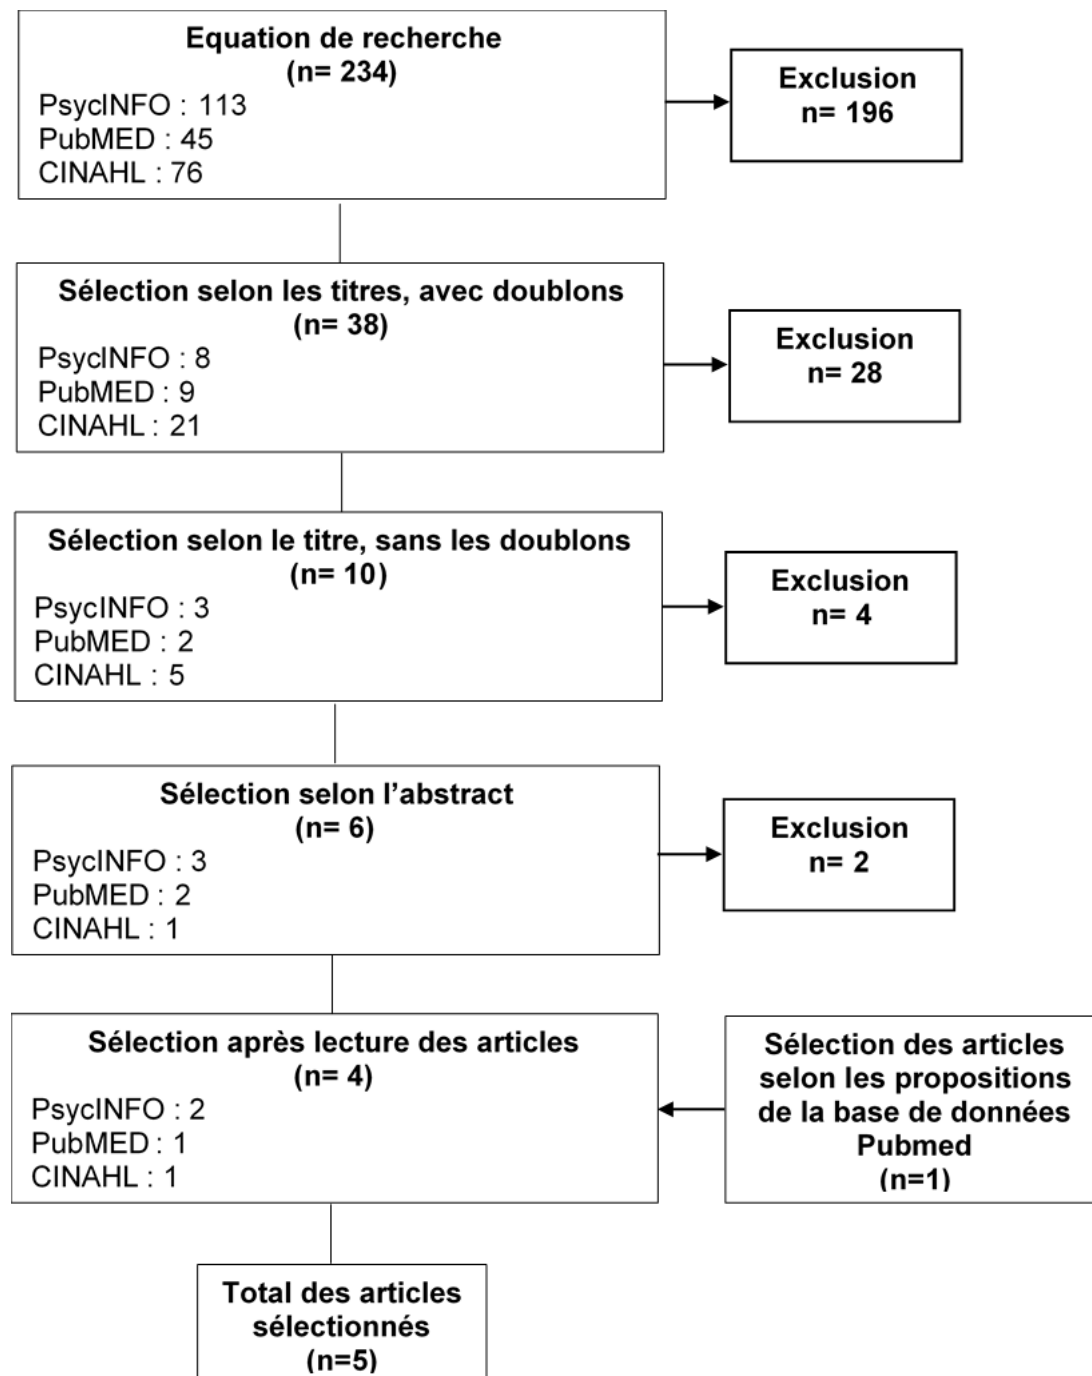 Equation de recherche
(n= 234)
PsycINFO : 113
PubMED : 45
CINAHL : 76
Exclusion
n= 196
Sélection selon les titres, avec doublons
(n= 38)
PsycINFO : 8
PubMED : 9
CINAHL : 21
Exclusion
n= 28
Sélection selon le titre, sans les doublons
(n= 10)
PsycINFO : 3
PubMED : 2
CINAHL : 5
Exclusion
n= 4
Sélection selon l’abstract
(n= 6)
PsycINFO : 3
PubMED : 2
CINAHL : 1
Exclusion
n= 2
Sélection après lecture des articles
(n= 4)
PsycINFO : 2
PubMED : 1
CINAHL : 1
Sélection des articles
selon les propositions
de la base de données
Pubmed
(n=1)
Total des articles
sélectionnés
(n=5)